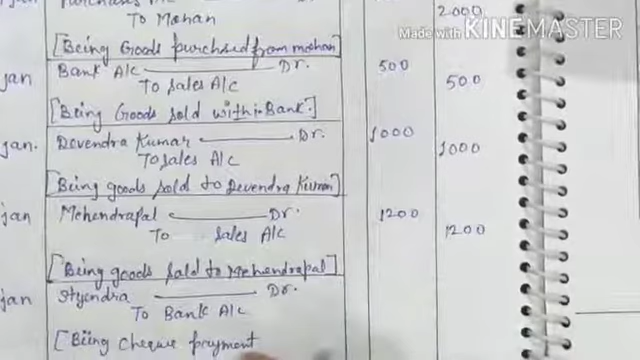 2000
To Mohan
Made with KINEMASTER
[Being Goods purchased from mohan]
jan Bank A/c Dr. 500
To Sales A/c 500
[Being Goods sold with in Bank.]
jan. Devendra Kumar Dr. 1000
To Sales A/c 1000
[Being goods sold to Devendra Kumar]
jan Mehendrapal Dr. 1200
To Sales A/c 1200
[Being goods sald to Mehendrapal]
jan Styendra Dr.
To Bank A/c
[Being cheque payment